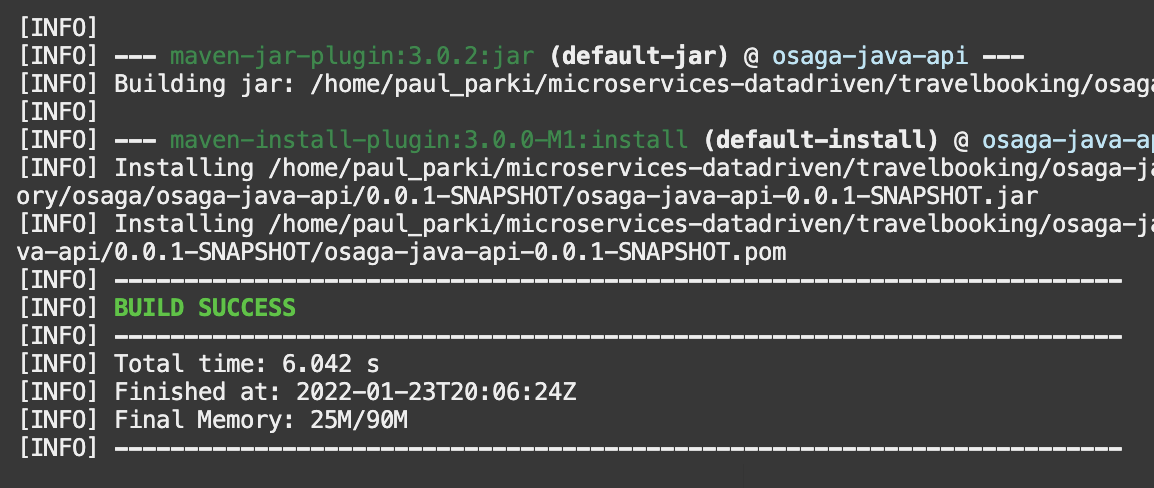 [INFO]
[INFO] --- maven-jar-plugin:3.0.2:jar (default-jar) @ osaga-java-api ---
[INFO] Building jar: /home/paul_parki/microservices-datadriven/travelbooking/osaga
[INFO]
[INFO] --- maven-install-plugin:3.0.0-M1:install (default-install) @ osaga-java-ap
[INFO] Installing /home/paul_parki/microservices-datadriven/travelbooking/osaga-ja
ory/osaga/osaga-java-api/0.0.1-SNAPSHOT/osaga-java-api-0.0.1-SNAPSHOT.jar
[INFO] Installing /home/paul_parki/microservices-datadriven/travelbooking/osaga-ja
va-api/0.0.1-SNAPSHOT/osaga-java-api-0.0.1-SNAPSHOT.pom
[INFO] ------------------------------------------------------------------------
[INFO] BUILD SUCCESS
[INFO] ------------------------------------------------------------------------
[INFO] Total time: 6.042 s
[INFO] Finished at: 2022-01-23T20:06:24Z
[INFO] Final Memory: 25M/90M
[INFO] ------------------------------------------------------------------------